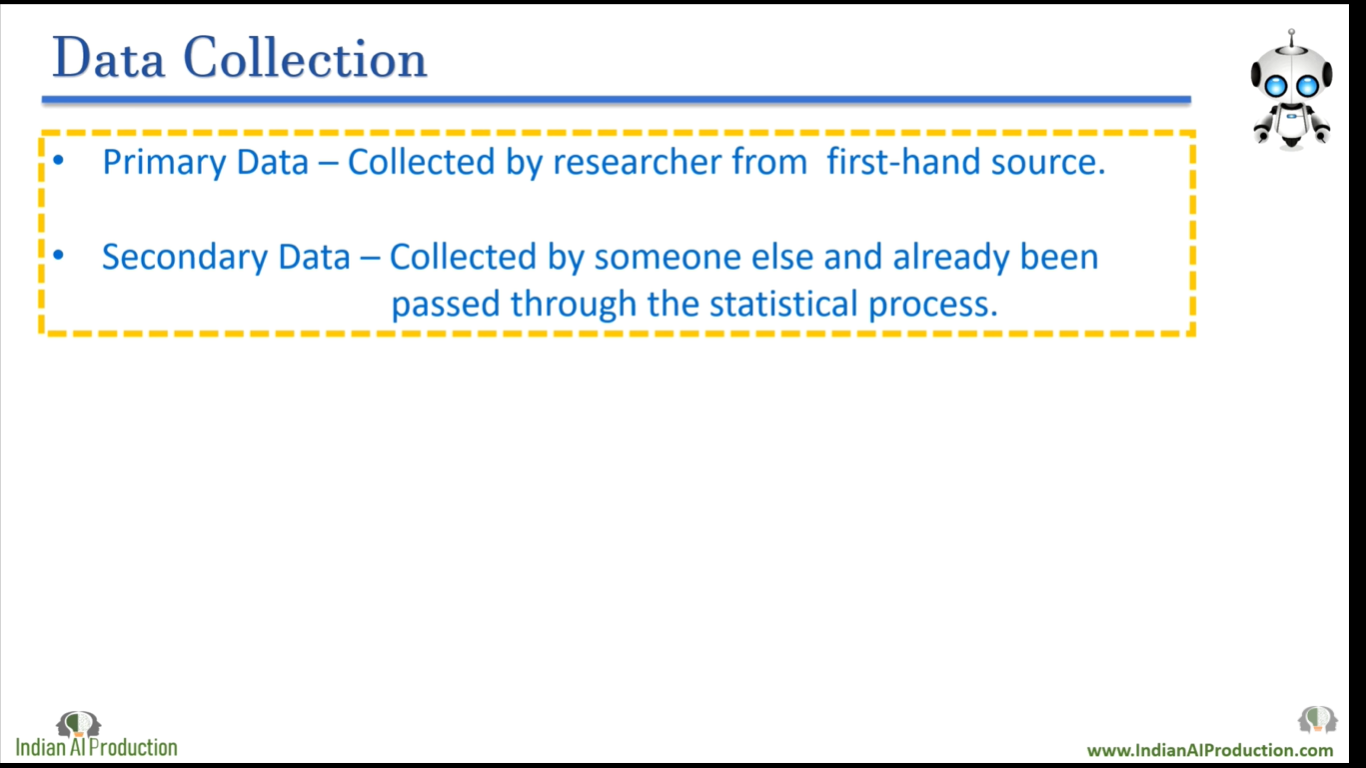 Data Collection
• Primary Data – Collected by researcher from first-hand source.
• Secondary Data – Collected by someone else and already been
passed through the statistical process.
Indian AI Production
www.IndianAIProduction.com